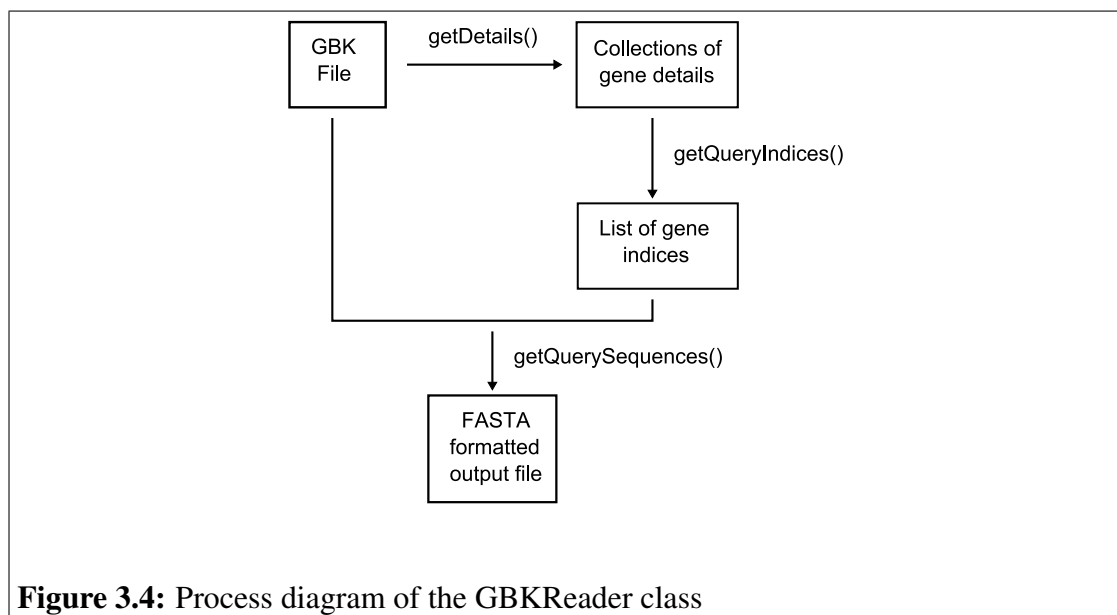 GBK
File
getDetails()
Collections of
gene details
getQueryIndices()
List of gene
indices
getQuerySequences()
FASTA
formatted
output file
Figure 3.4: Process diagram of the GBKReader class